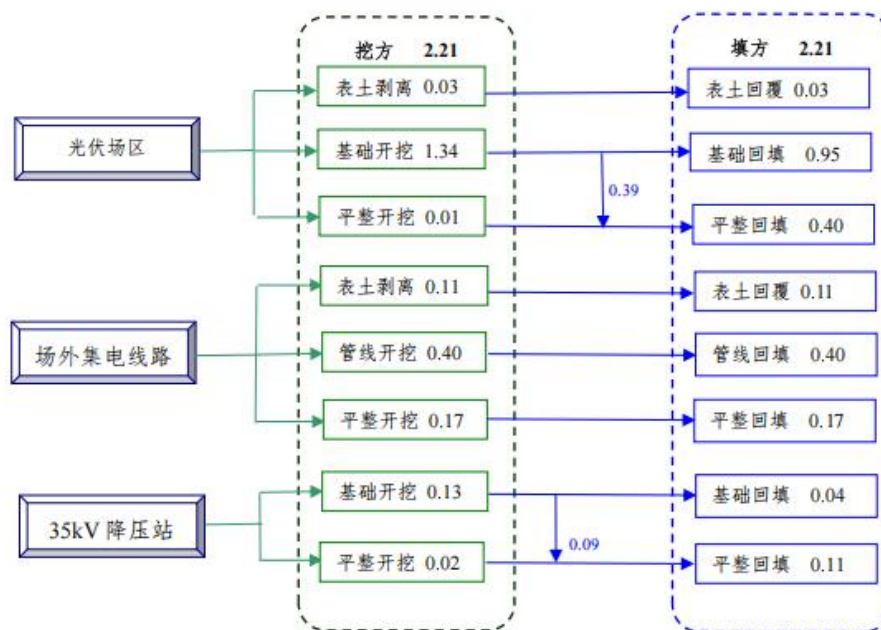 挖方 2.21
填方 2.21
光伏场区
表土剥离 0.03
表土回覆 0.03
基础开挖 1.34
基础回填 0.95
0.39
平整开挖 0.01
平整回填 0.40
场外集电线路
表土剥离 0.11
表土回覆 0.11
管线开挖 0.40
管线回填 0.40
平整开挖 0.17
平整回填 0.17
35kV 降压站
基础开挖 0.13
基础回填 0.04
0.09
平整开挖 0.02
平整回填 0.11